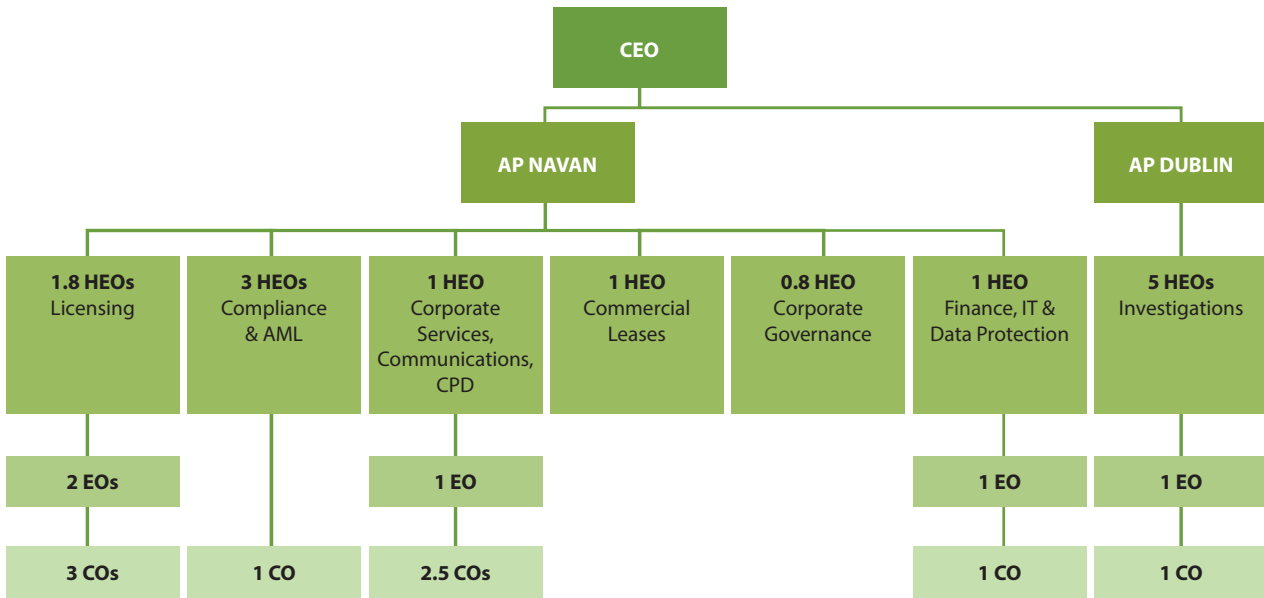 CEO
AP NAVAN
AP DUBLIN
1.8 HEOs
Licensing
3 HEOs
Compliance
& AML
1 HEO
Corporate
Services,
Communications,
CPD
1 HEO
Commercial
Leases
0.8 HEO
Corporate
Governance
1 HEO
Finance, IT &
Data Protection
5 HEOs
Investigations
2 EOs
1 EO
1 EO
1 EO
3 COs
1 CO
2.5 COs
1 CO
1 CO